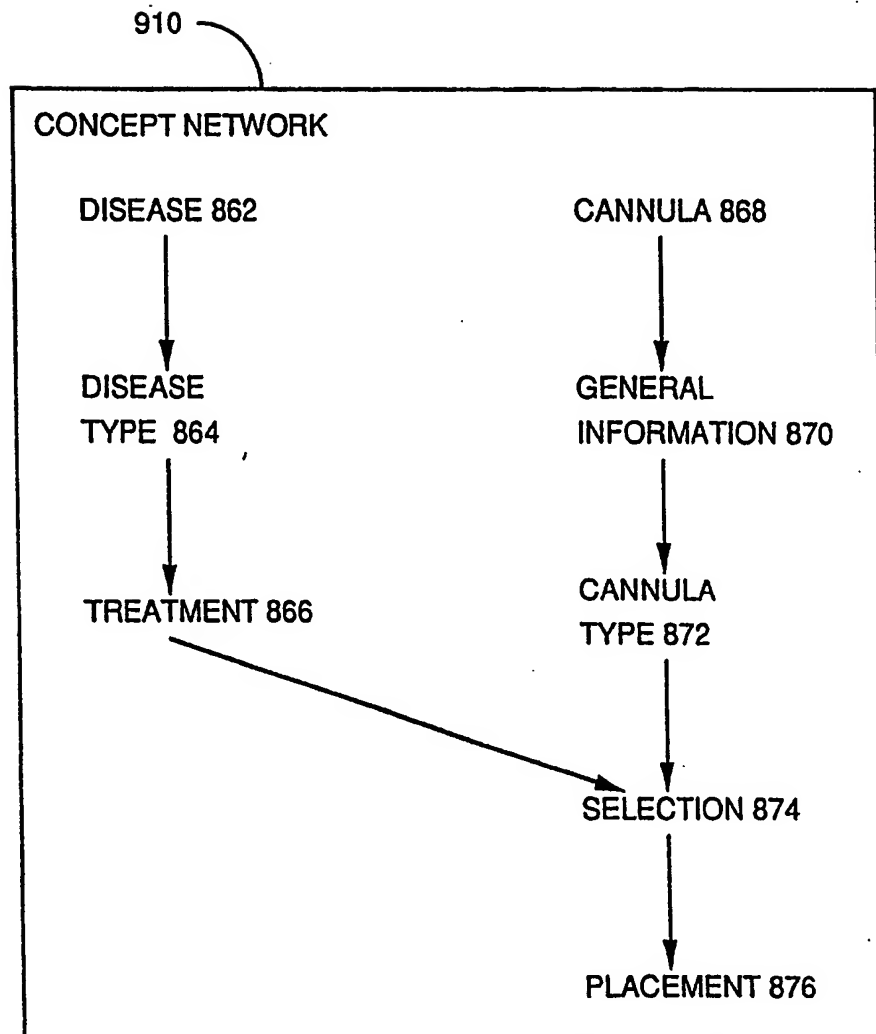 910
CONCEPT NETWORK
DISEASE 862
CANNULA 868
DISEASE
TYPE 864
GENERAL
INFORMATION 870
TREATMENT 866
CANNULA
TYPE 872
SELECTION 874
PLACEMENT 876